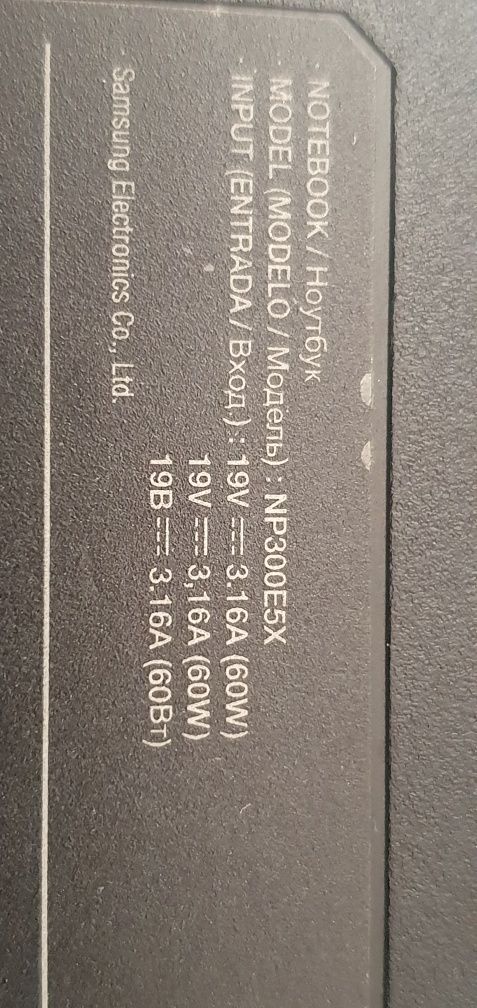 NOTEBOOK / Ноутбук
MODEL (MODELO / Модель) : NP300E5X
INPUT (ENTRADA / Вход.) : 19V ⎓ 3.16A (60W)
19V ⎓ 3,16A (60W)
19В ⎓ 3.16A (60Вт)
Samsung Electronics Co., Ltd.